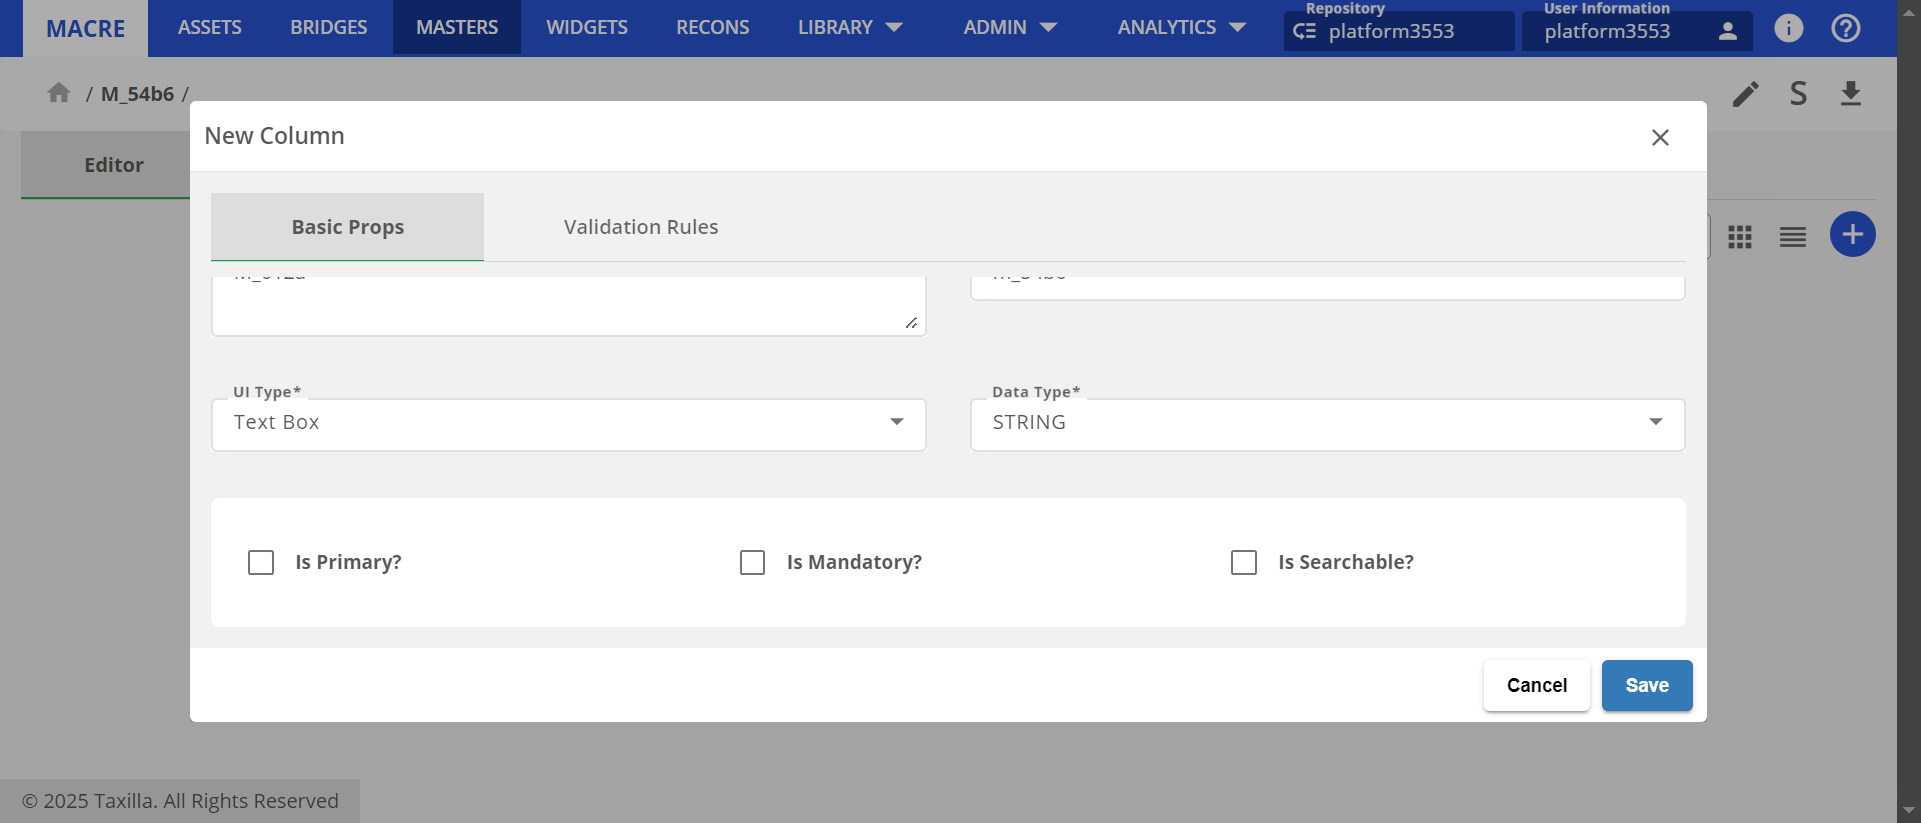 MACRE
ASSETS
BRIDGES
MASTERS
WIDGETS
RECONS
LIBRARY
ADMIN
ANALYTICS
Repository
platform3553
User Information
platform3553
/ M_54b6 /
S
Editor
New Column
Basic Props
Validation Rules
UI Type*
Text Box
Data Type*
STRING
Is Primary?
Is Mandatory?
Is Searchable?
Cancel
Save
© 2025 Taxilla. All Rights Reserved